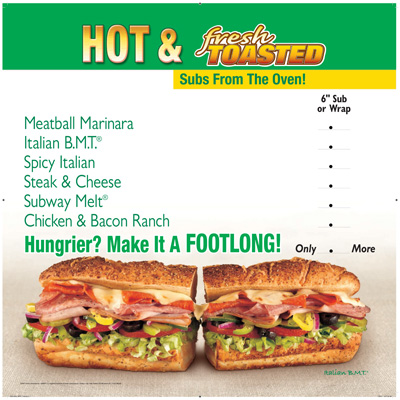 HOT & fresh TOASTED
Subs From The Oven!
6" Sub
or Wrap
Meatball Marinara
Italian B.M.T.®
Spicy Italian
Steak & Cheese
Subway Melt®
Chicken & Bacon Ranch
Hungrier? Make It A FOOTLONG!
Only . More
Italian B.M.T.™